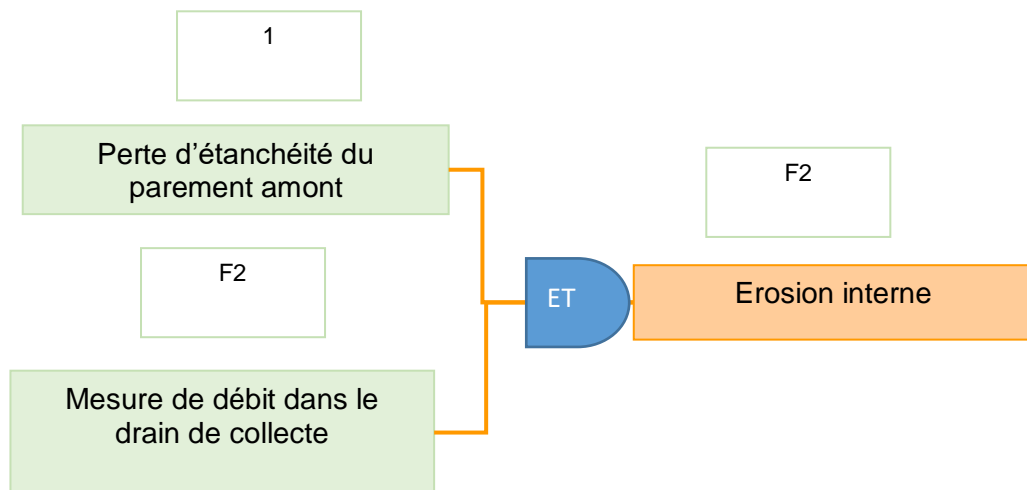 1
Perte d'étanchéité du
parement amont
F2
F2
ET
Erosion interne
Mesure de débit dans le
drain de collecte